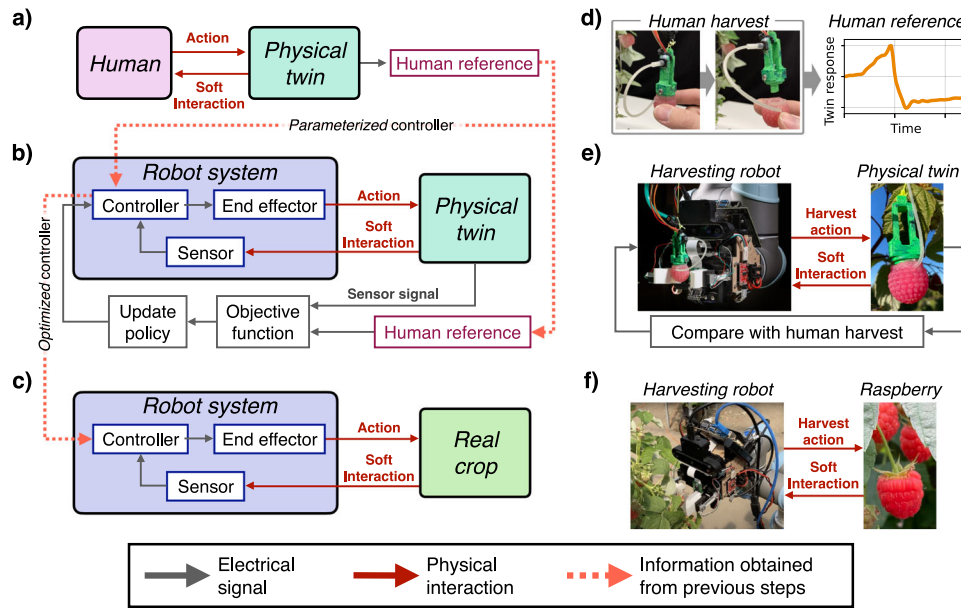 a)
Human
Action
Soft
Interaction
Physical
twin
Human reference
Parameterized controller
b)
Robot system
Controller
End effector
Sensor
Action
Soft
Interaction
Physical
twin
Sensor signal
Update
policy
Objective
function
Human reference
Optimized controller
c)
Robot system
Controller
End effector
Sensor
Action
Soft
Interaction
Real
crop
d)
Human harvest
Human reference
Twin response
Time
e)
Harvesting robot
Physical twin
Harvest
action
Soft
Interaction
Compare with human harvest
f)
Harvesting robot
Raspberry
Harvest
action
Soft
Interaction
Electrical
signal
Physical
interaction
Information obtained
from previous steps